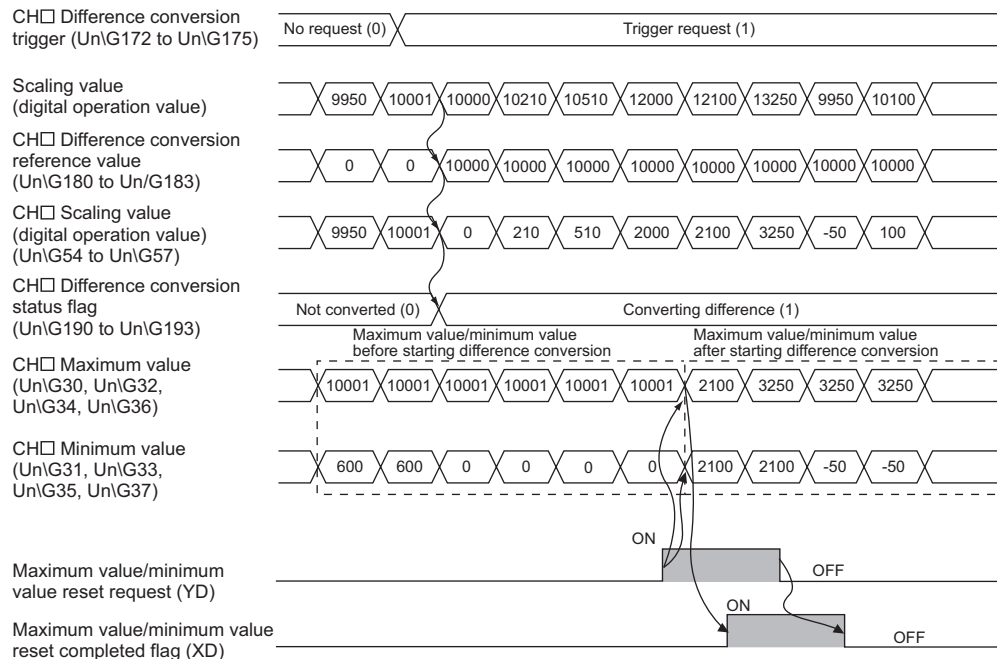 CH□ Difference conversion
trigger (Un\G172 to Un\G175)
No request (0)
Trigger request (1)
Scaling value
(digital operation value)
9950 10001 10000 10210 10510 12000 12100 13250 9950 10100
CH□ Difference conversion
reference value
(Un\G180 to Un/G183)
0 0 10000 10000 10000 10000 10000 10000 10000 10000
CH□ Scaling value
(digital operation value)
(Un\G54 to Un\G57)
9950 10001 0 210 510 2000 2100 3250 -50 100
CH□ Difference conversion
status flag
(Un\G190 to Un\G193)
Not converted (0)
Converting difference (1)
Maximum value/minimum value
before starting difference conversion
Maximum value/minimum value
after starting difference conversion
CH□ Maximum value
(Un\G30, Un\G32,
Un\G34, Un\G36)
10001 10001 10001 10001 10001 10001 2100 3250 3250 3250
CH□ Minimum value
(Un\G31, Un\G33,
Un\G35, Un\G37)
600 600 0 0 0 0 2100 2100 -50 -50
ON
OFF
Maximum value/minimum
value reset request (YD)
ON
OFF
Maximum value/minimum value
reset completed flag (XD)